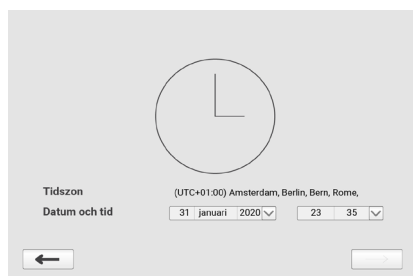 Tidszon (UTC+01:00) Amsterdam, Berlin, Bern, Rome,
Datum och tid 31 januari 2020 23 35